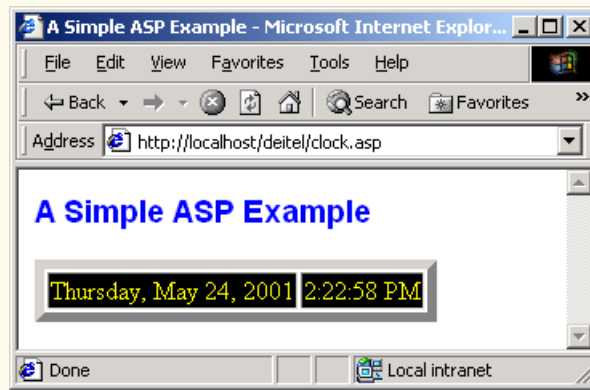 A Simple ASP Example - Microsoft Internet Explor...
File Edit View Favorites Tools Help
Back Search Favorites »
Address http://localhost/deitel/clock.asp
A Simple ASP Example
Thursday, May 24, 2001 2:22:58 PM
Done Local intranet